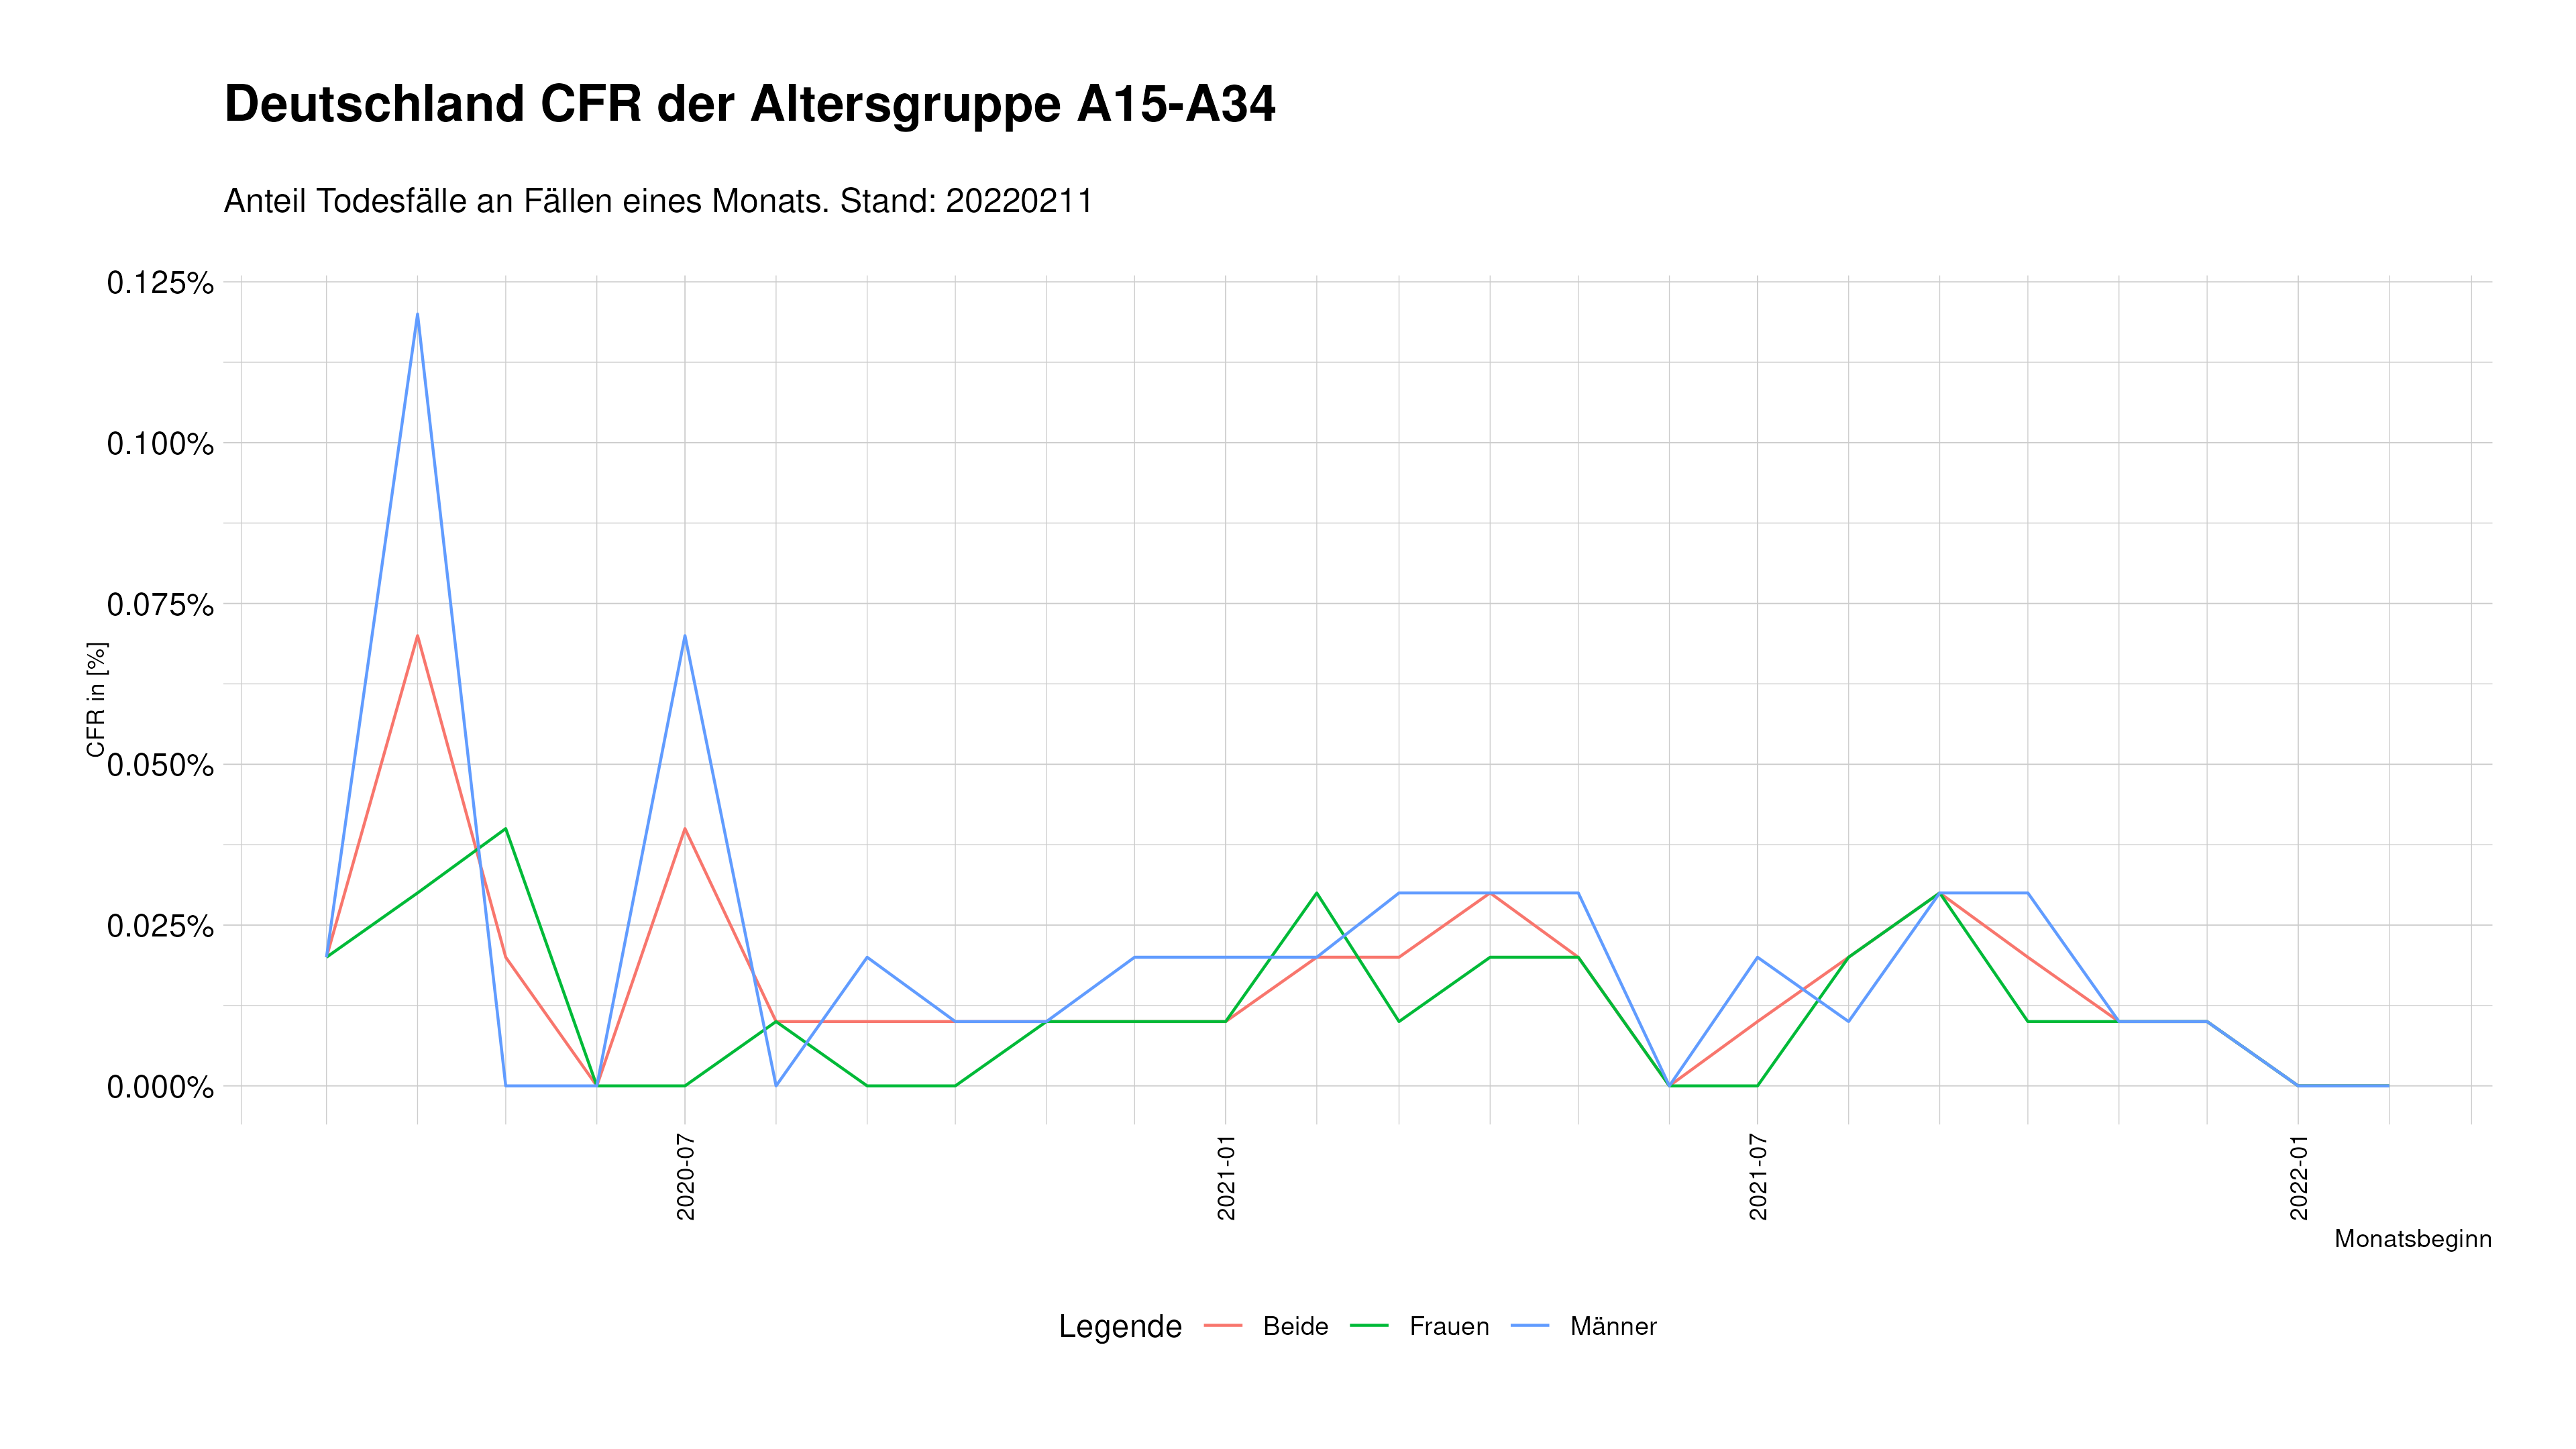 Deutschland CFR der Altersgruppe A15-A34
Anteil Todesfälle an Fällen eines Monats. Stand: 20220211
CFR in [%]
0.125%
0.100%
0.075%
0.050%
0.025%
0.000%
2020-07
2021-01
2021-07
2022-01
Monatsbeginn
Legende Beide Frauen Männer